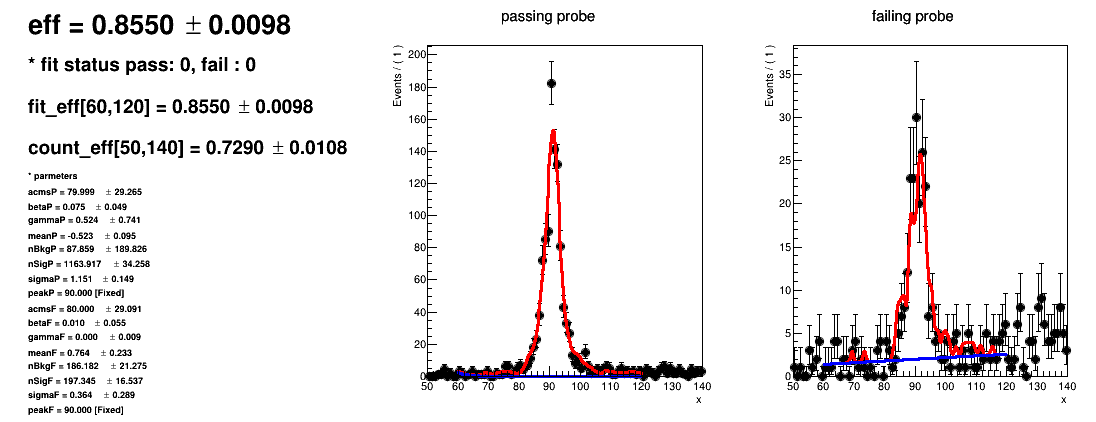 eff = 0.8550 ± 0.0098
* fit status pass: 0, fail : 0
fit_eff[60,120] = 0.8550 ± 0.0098
count_eff[50,140] = 0.7290 ± 0.0108
* parmeters
acmsP = 79.999 ± 29.265
betaP = 0.075 ± 0.049
gammaP = 0.524 ± 0.741
meanP = -0.523 ± 0.095
nBkgP = 87.859 ± 189.826
nSigP = 1163.917 ± 34.258
sigmaP = 1.151 ± 0.149
peakP = 90.000 [Fixed]
acmsF = 80.000 ± 29.091
betaF = 0.010 ± 0.055
gammaF = 0.000 ± 0.009
meanF = 0.764 ± 0.233
nBkgF = 186.182 ± 21.275
nSigF = 197.345 ± 16.537
sigmaF = 0.364 ± 0.289
peakF = 90.000 [Fixed]
passing probe
Events / ( 1 )
200
180
160
140
120
100
80
60
40
20
0
50 60 70 80 90 100 110 120 130 140
x
failing probe
Events / ( 1 )
35
30
25
20
15
10
5
0
50 60 70 80 90 100 110 120 130 140
x